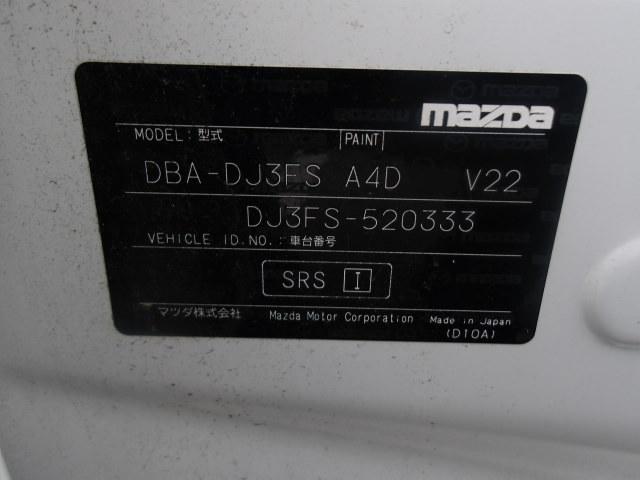 mazda
MODEL: 型式 PAINT
DBA-DJ3FS A4D V22
DJ3FS-520333
VEHICLE ID.NO.: 車台番号
SRS I
マツダ株式会社 Mazda Motor Corporation Made in Japan
(D10A)